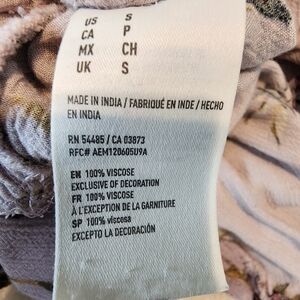 US S
CA P
MX CH
UK S
MADE IN INDIA / FABRIQUÉ EN INDE / HECHO
EN INDIA
RN 54485 / CA 03873
RFC# AEM120605U9A
EN 100% VISCOSE
EXCLUSIVE OF DECORATION
FR 100% VISCOSE
À L'EXCEPTION DE LA GARNITURE
SP 100% viscosa
EXCEPTO LA DECORACIÓN